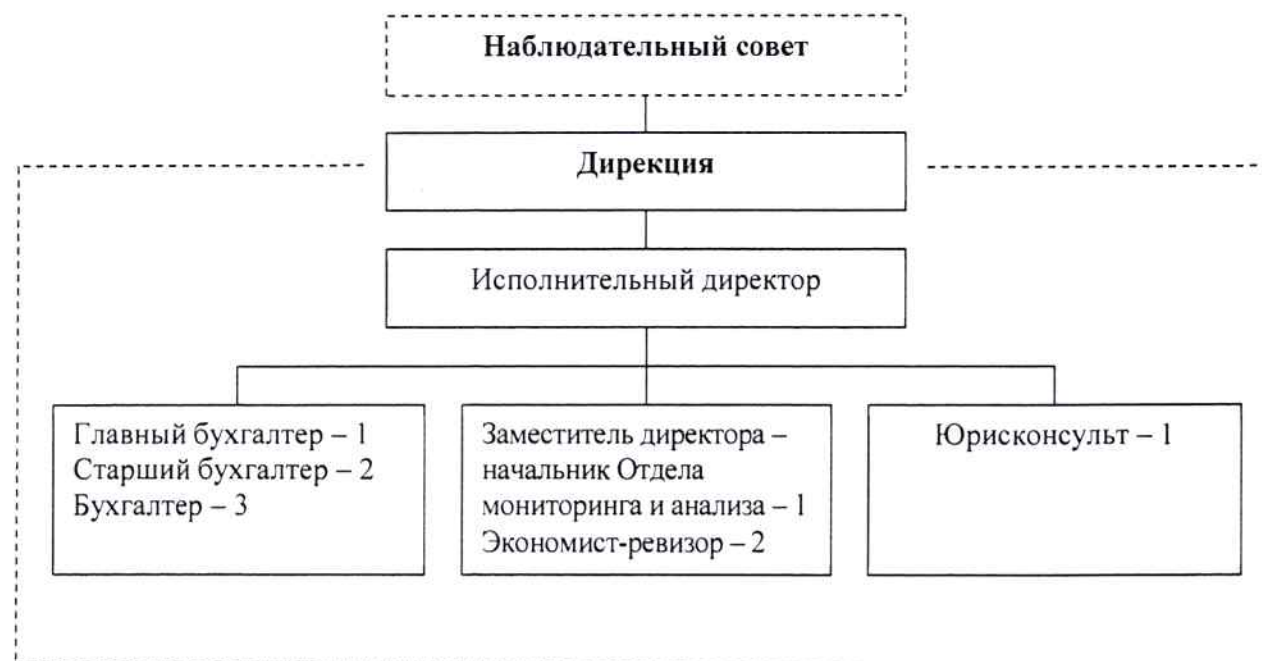 Наблюдательный совет
Дирекция
Исполнительный директор
Главный бухгалтер – 1
Старший бухгалтер – 2
Бухгалтер – 3
Заместитель директора –
начальник Отдела
мониторинга и анализа – 1
Экономист-ревизор – 2
Юрисконсульт – 1